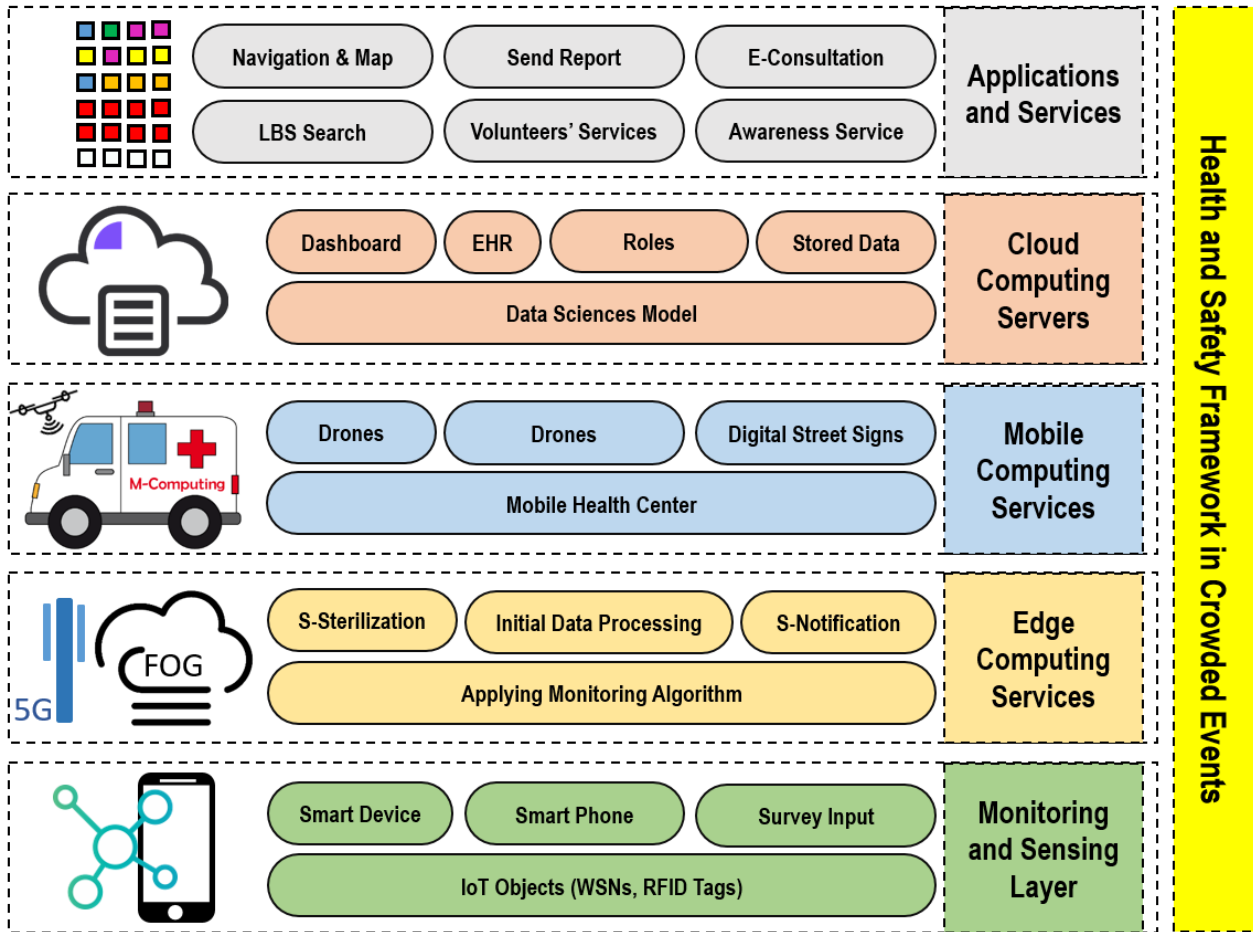 Navigation & Map
Send Report
E-Consultation
LBS Search
Volunteers’ Services
Awareness Service
Applications
and Services
Dashboard
EHR
Roles
Stored Data
Data Sciences Model
Cloud
Computing
Servers
M-Computing
Drones
Drones
Digital Street Signs
Mobile Health Center
Mobile
Computing
Services
5G
FOG
S-Sterilization
Initial Data Processing
S-Notification
Applying Monitoring Algorithm
Edge
Computing
Services
Smart Device
Smart Phone
Survey Input
IoT Objects (WSNs, RFID Tags)
Monitoring
and Sensing
Layer
Health and Safety Framework in Crowded Events